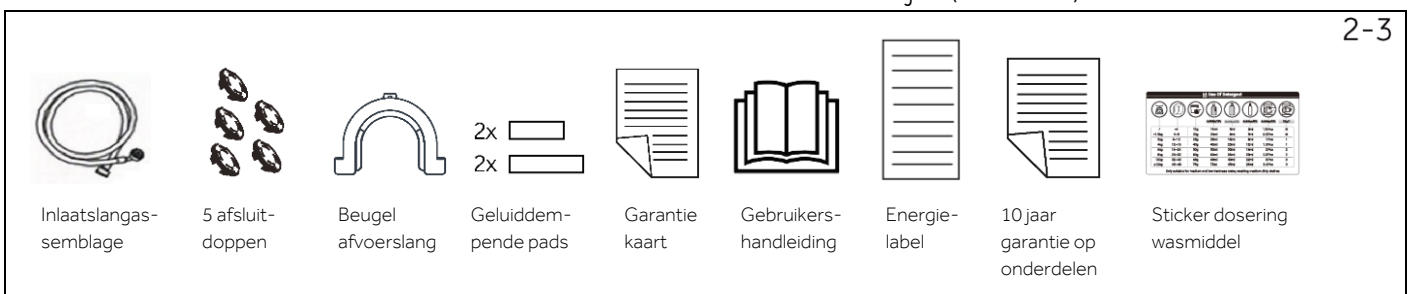 2-3
2x
2x
Inlaatslangas-
semblage
5 afsluit-
doppen
Beugel
afvoerslang
Geluiddem-
pende pads
Garantie
kaart
Gebruikers-
handleiding
Energie-
label
10 jaar
garantie op
onderdelen
Sticker dosering
wasmiddel